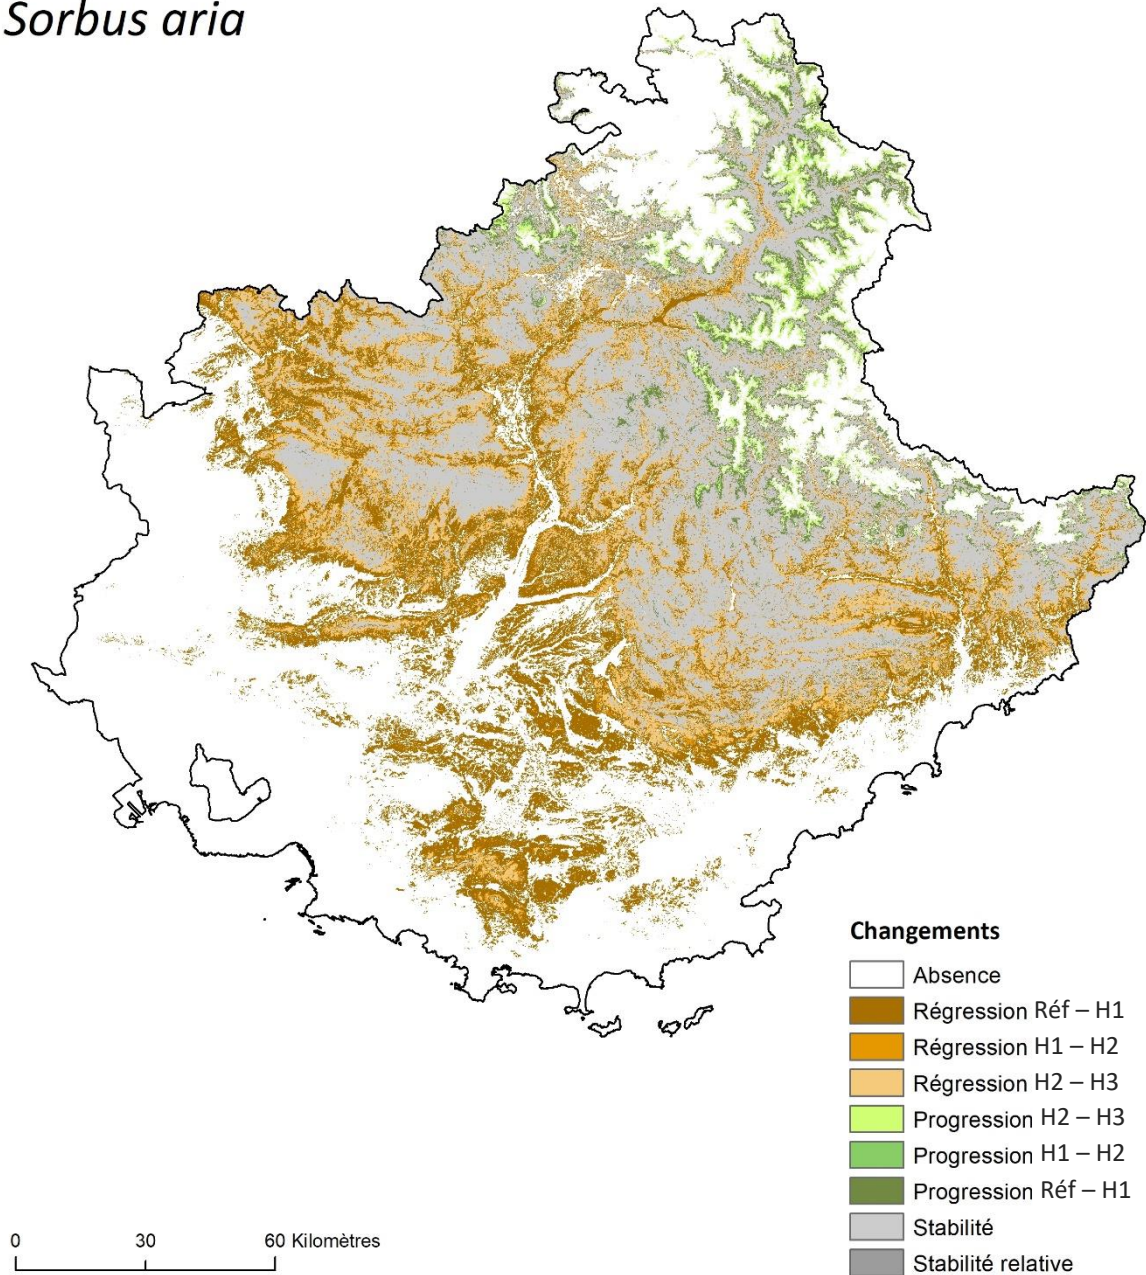 Sorbus aria
Changements
Absence
Régression Réf – H1
Régression H1 – H2
Régression H2 – H3
Progression H2 – H3
Progression H1 – H2
Progression Réf – H1
Stabilité
Stabilité relative
0 30 60 Kilomètres